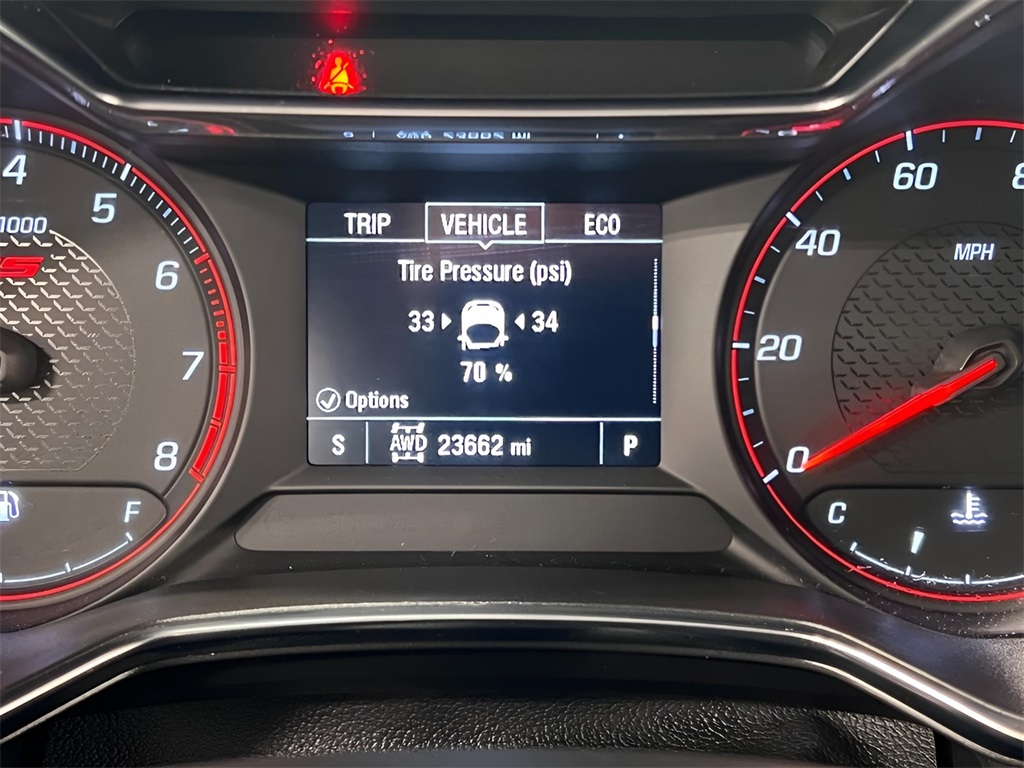 TRIP VEHICLE ECO
Tire Pressure (psi)
33 34
70 %
Options
S AWD 23662 mi P
4
5
1000
6
7
8
F
60
40
MPH
20
0
C